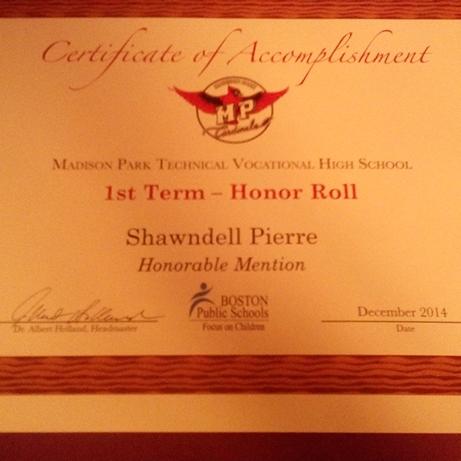 Certificate of Accomplishment
MP
Cardinals
MADISON PARK TECHNICAL VOCATIONAL HIGH SCHOOL
1st Term – Honor Roll
Shawndell Pierre
Honorable Mention
Dr. Albert Holland, Headmaster
BOSTON
Public Schools
Focus on Children
December 2014
Date